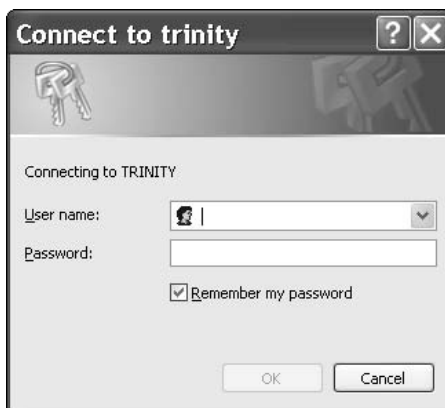 Connect to trinity
Connecting to TRINITY
User name:
Password:
Remember my password
OK
Cancel